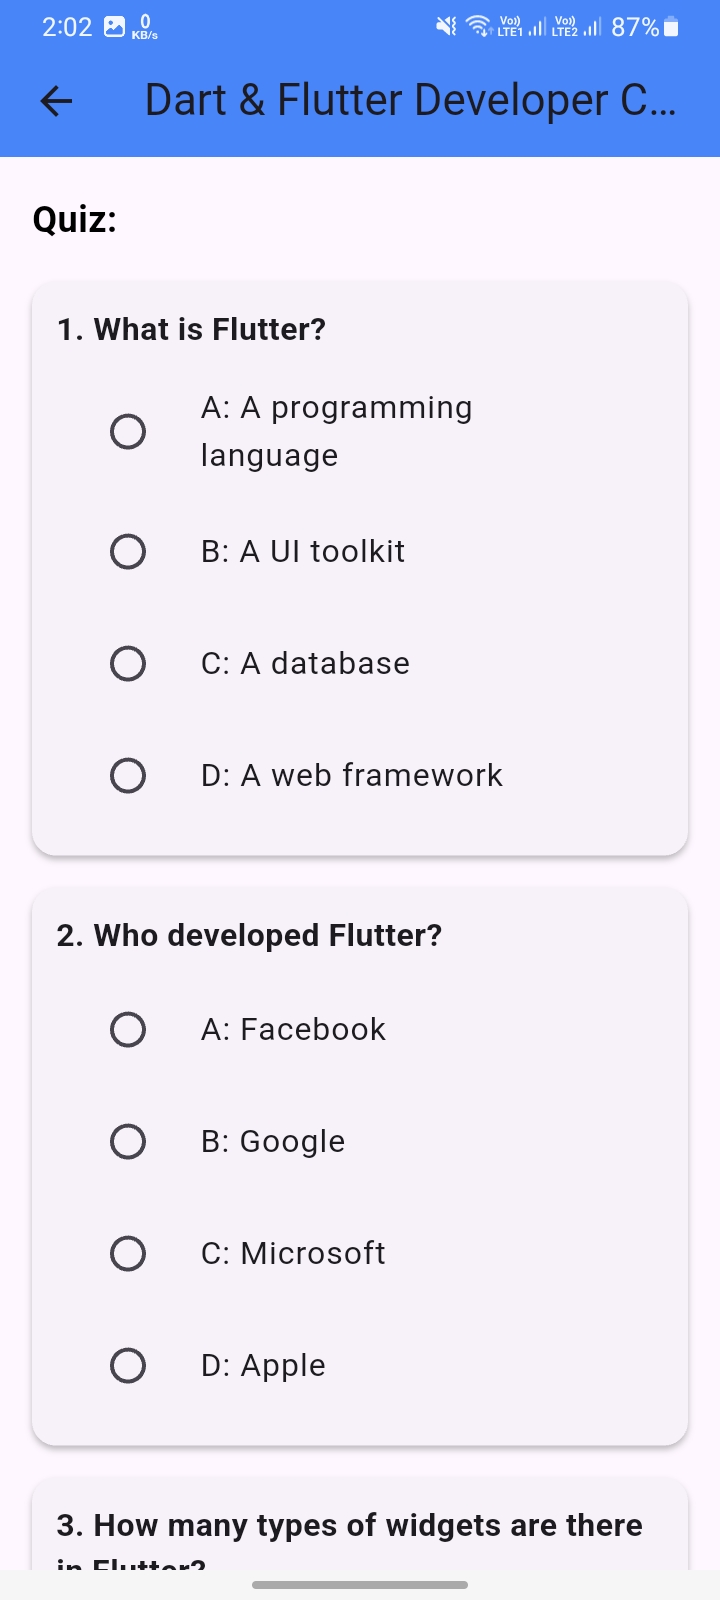 2:02 0 KB/s Vo)) LTE1 Vo)) LTE2 87%
Dart & Flutter Developer C...
Quiz:
1. What is Flutter?
A: A programming
language
B: A UI toolkit
C: A database
D: A web framework
2. Who developed Flutter?
A: Facebook
B: Google
C: Microsoft
D: Apple
3. How many types of widgets are there
in Flutter?